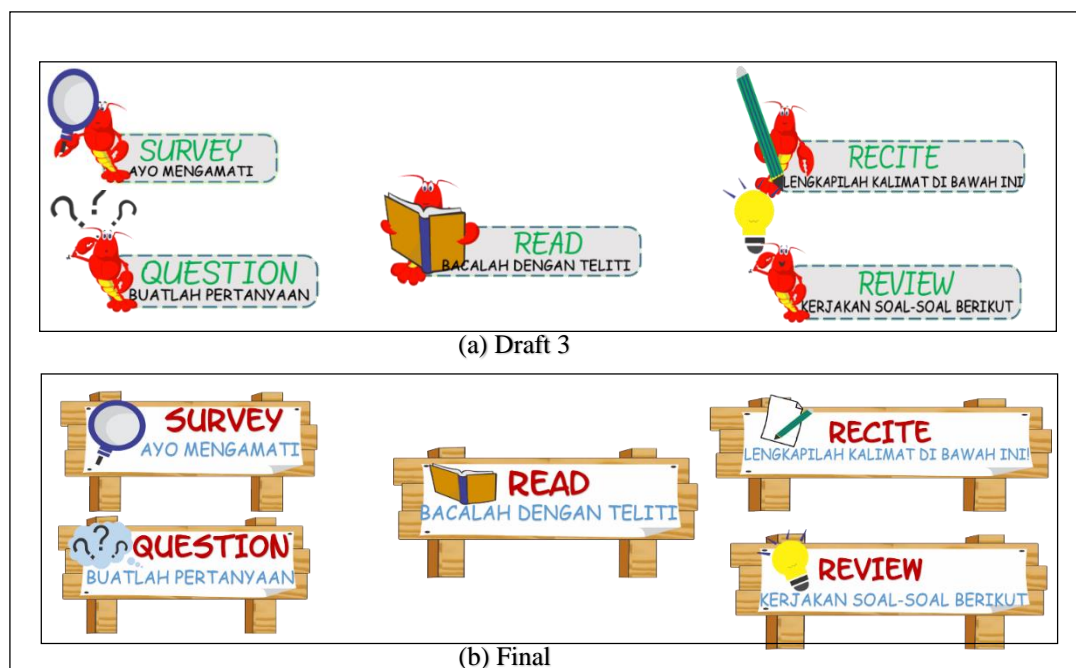 SURVEY
AYO MENGAMATI
QUESTION
BUATLAH PERTANYAAN
READ
BACALAH DENGAN TELITI
RECITE
LENGKAPILAH KALIMAT DI BAWAH INI
REVIEW
KERJAKAN SOAL-SOAL BERIKUT
(a) Draft 3
SURVEY
AYO MENGAMATI
QUESTION
BUATLAH PERTANYAAN
READ
BACALAH DENGAN TELITI
RECITE
LENGKAPILAH KALIMAT DI BAWAH INI!
REVIEW
KERJAKAN SOAL-SOAL BERIKUT
(b) Final